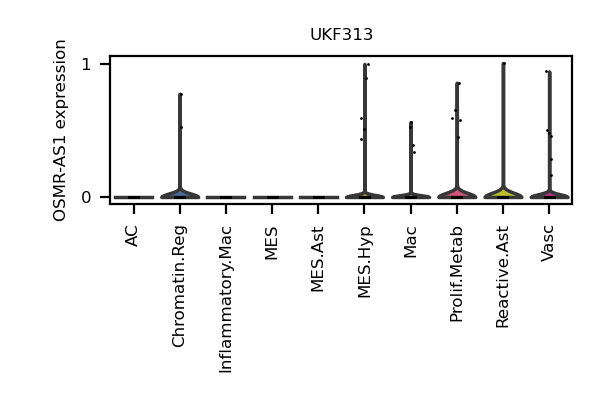 UKF313
OSMR-AS1 expression
1
0
AC
Chromatin.Reg
Inflammatory.Mac
MES
MES.Ast
MES.Hyp
Mac
Prolif.Metab
Reactive.Ast
Vasc